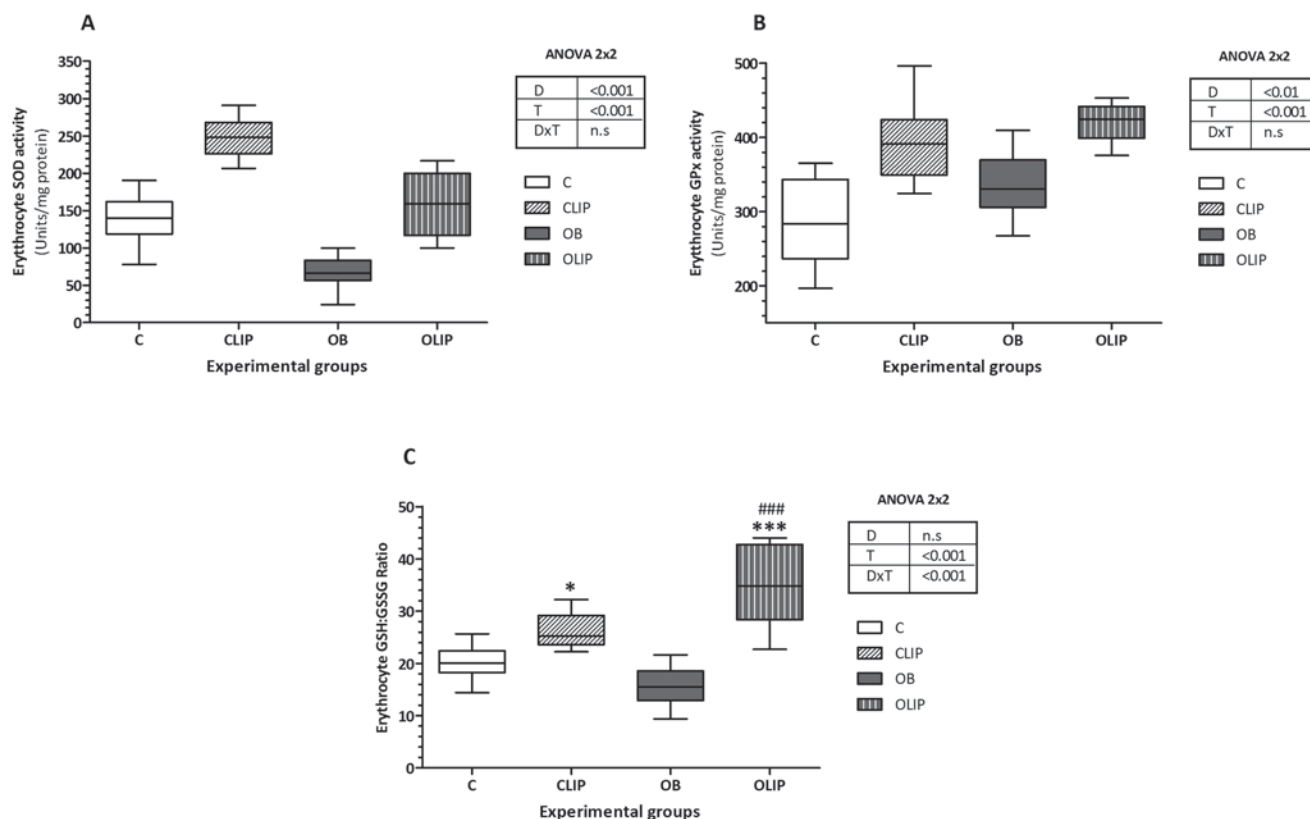 A
Erytthrocyte SOD activity
(Units/mg protein)
350
300
250
200
150
100
50
0
C CLIP OB OLIP
Experimental groups
ANOVA 2x2
D <0.001
T <0.001
DxT n.s
C
CLIP
OB
OLIP
B
Erytthrocyte GPx activity
(Units/mg protein)
500
400
300
200
C CLIP OB OLIP
Experimental groups
ANOVA 2x2
D <0.01
T <0.001
DxT n.s
C
CLIP
OB
OLIP
C
Erythrocyte GSH:GSSG Ratio
50
40
30
20
10
0
*
###
***
C CLIP OB OLIP
Experimental groups
ANOVA 2x2
D n.s
T <0.001
DxT <0.001
C
CLIP
OB
OLIP